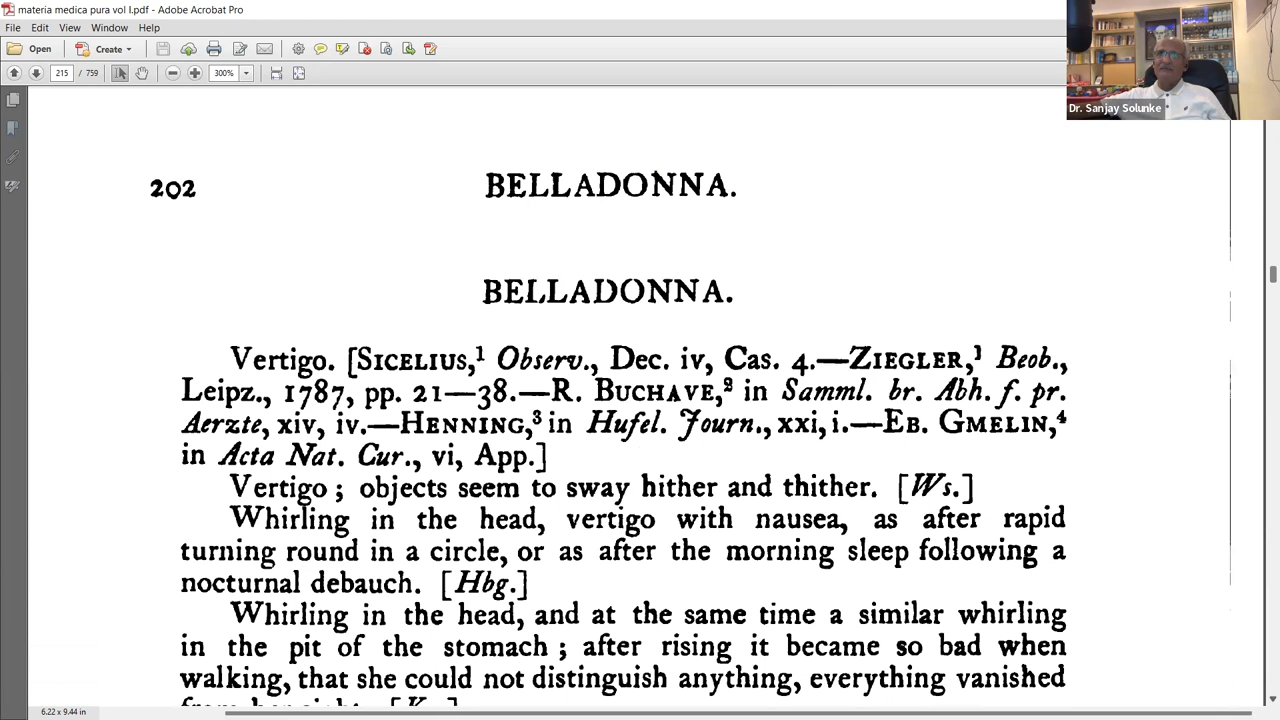 materia medica pura vol I.pdf - Adobe Acrobat Pro
File Edit View Window Help
Open Create
215 / 759 300%
Dr. Sanjay Solunke
202 BELLADONNA.
BELLADONNA.
Vertigo. [SICELIUS,¹ Observ., Dec. iv, Cas. 4.—ZIEGLER,¹ Beob.,
Leipz., 1787, pp. 21—38.—R. BUCHAVE,² in Samml. br. Abh. f. pr.
Aerzte, xiv, iv.—HENNING,³ in Hufel. Journ., xxi, i.—EB. GMELIN,⁴
in Acta Nat. Cur., vi, App.]
Vertigo ; objects seem to sway hither and thither. [Ws.]
Whirling in the head, vertigo with nausea, as after rapid
turning round in a circle, or as after the morning sleep following a
nocturnal debauch. [Hbg.]
Whirling in the head, and at the same time a similar whirling
in the pit of the stomach ; after rising it became so bad when
walking, that she could not distinguish anything, everything vanished
6.22 x 9.44 in